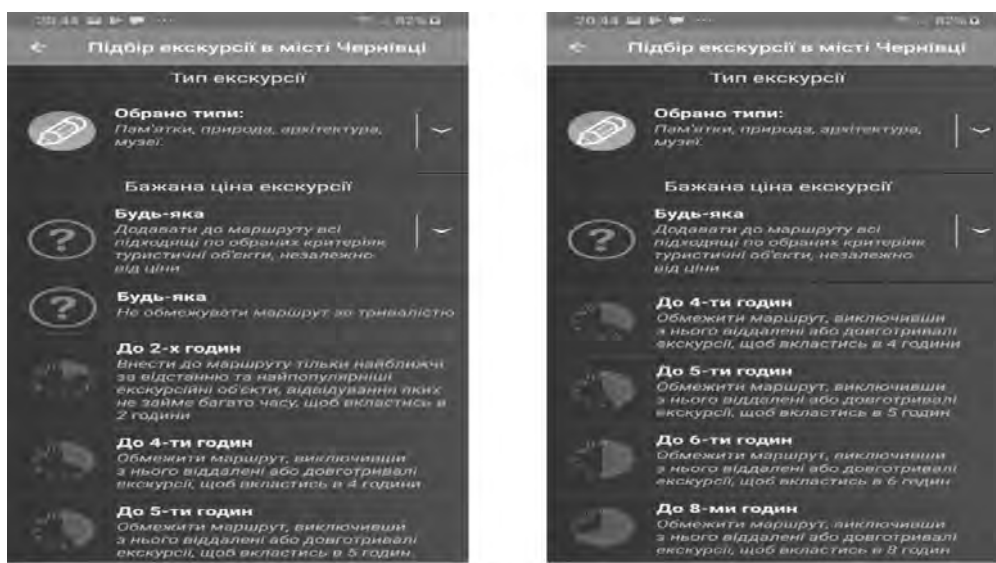 20:44 82%
Підбір екскурсії в місті Чернівці
Тип екскурсії
Обрано типи:
Пам'ятки, природа, архітектура,
музеї.
Бажана ціна екскурсії
Будь-яка
Додавати до маршруту всі
підходящі по обраних критеріях
туристичні об'єкти, незалежно
від ціни
Будь-яка
Не обмежувати маршрут за тривалістю
До 2-х годин
Внести до маршруту тільки найближчі
за відстанню та найпопулярніші
екскурсійні об'єкти, відвідування яких
не займе багато часу, щоб вкластись в
2 години
До 4-ти годин
Обмежити маршрут, виключивши
з нього віддалені або довготривалі
екскурсії, щоб вкластись в 4 години
До 5-ти годин
Обмежити маршрут, виключивши
з нього віддалені або довготривалі
екскурсії, щоб вкластись в 5 годин
20:44 82%
Підбір екскурсії в місті Чернівці
Тип екскурсії
Обрано типи:
Пам'ятки, природа, архітектура,
музеї.
Бажана ціна екскурсії
Будь-яка
Додавати до маршруту всі
підходящі по обраних критеріях
туристичні об'єкти, незалежно
від ціни
До 4-ти годин
Обмежити маршрут, виключивши
з нього віддалені або довготривалі
екскурсії, щоб вкластись в 4 години
До 5-ти годин
Обмежити маршрут, виключивши
з нього віддалені або довготривалі
екскурсії, щоб вкластись в 5 годин
До 6-ти годин
Обмежити маршрут, виключивши
з нього віддалені або довготривалі
екскурсії, щоб вкластись в 6 годин
До 8-ми годин
Обмежити маршрут, виключивши
з нього віддалені або довготривалі
екскурсії, щоб вкластись в 8 годин